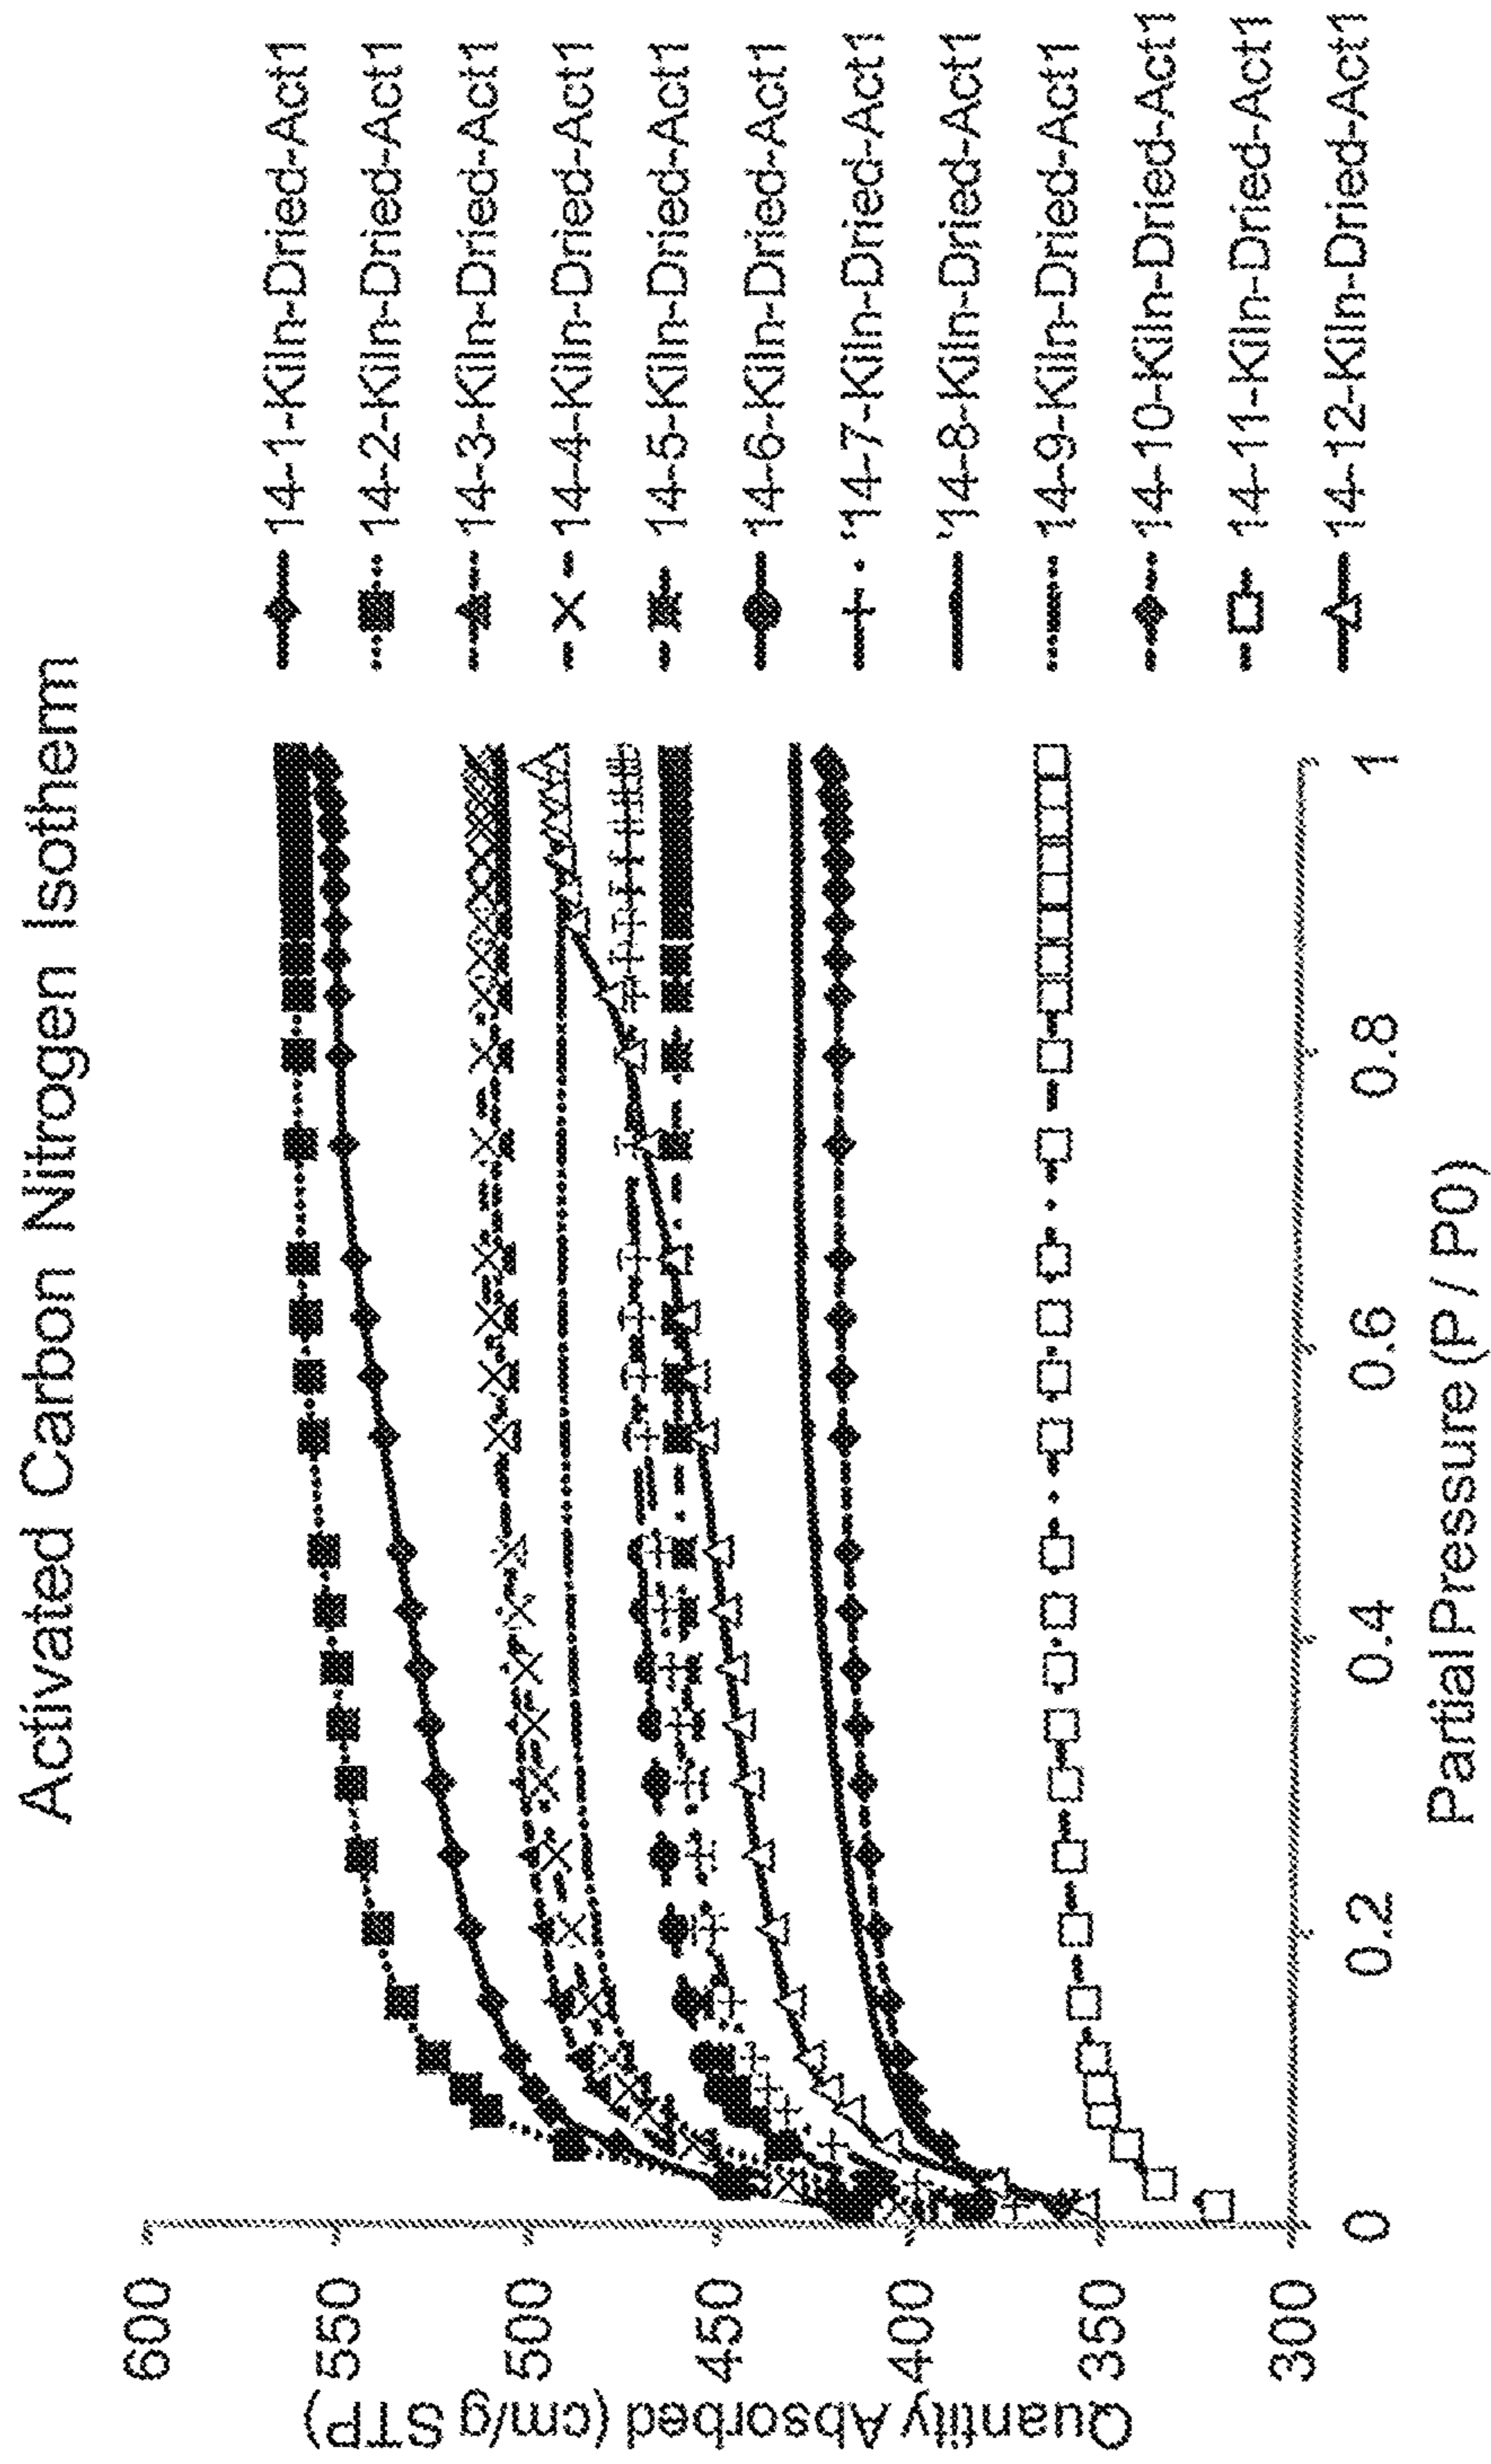 Activated Carbon Nitrogen Isotherm
Quantity Absorbed (cm/g STP)
600
550
500
450
400
350
300
0
0.2
0.4
0.6
0.8
1
Partial Pressure (P / P0)
14-1-Kiln-Dried-Act1
14-2-Kiln-Dried-Act1
14-3-Kiln-Dried-Act1
14-4-Kiln-Dried-Act1
14-5-Kiln-Dried-Act1
14-6-Kiln-Dried-Act1
'14-7-Kiln-Dried-Act1
'14-8-Kiln-Dried-Act1
14-9-Kiln-Dried-Act1
14-10-Kiln-Dried-Act1
14-11-Kiln-Dried-Act1
14-12-Kiln-Dried-Act1